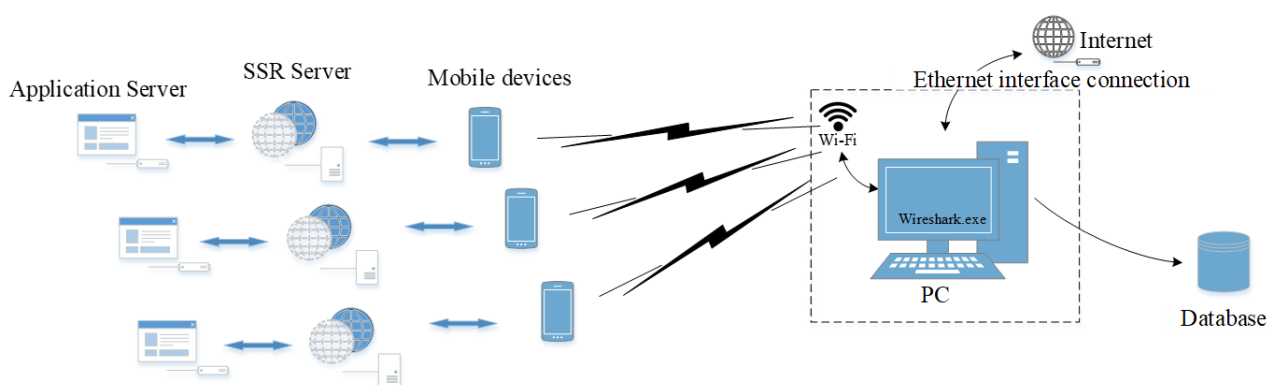 Application Server
SSR Server
Mobile devices
Internet
Ethernet interface connection
Wi-Fi
Wireshark.exe
PC
Database